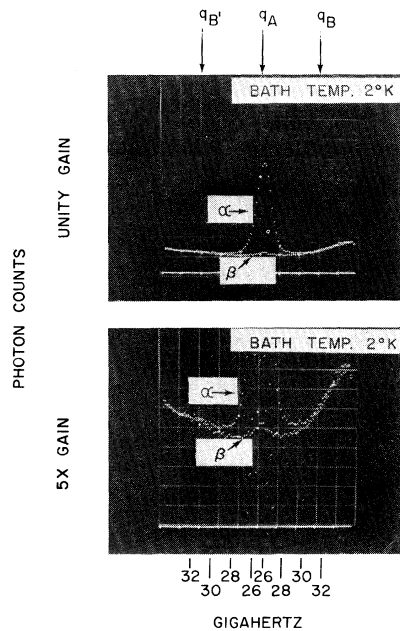 qB' qA qB
BATH TEMP. 2°K
UNITY GAIN
α
β
PHOTON COUNTS
BATH TEMP. 2°K
5X GAIN
α
β
32 30 28 26 26 28 30 32
GIGAHERTZ